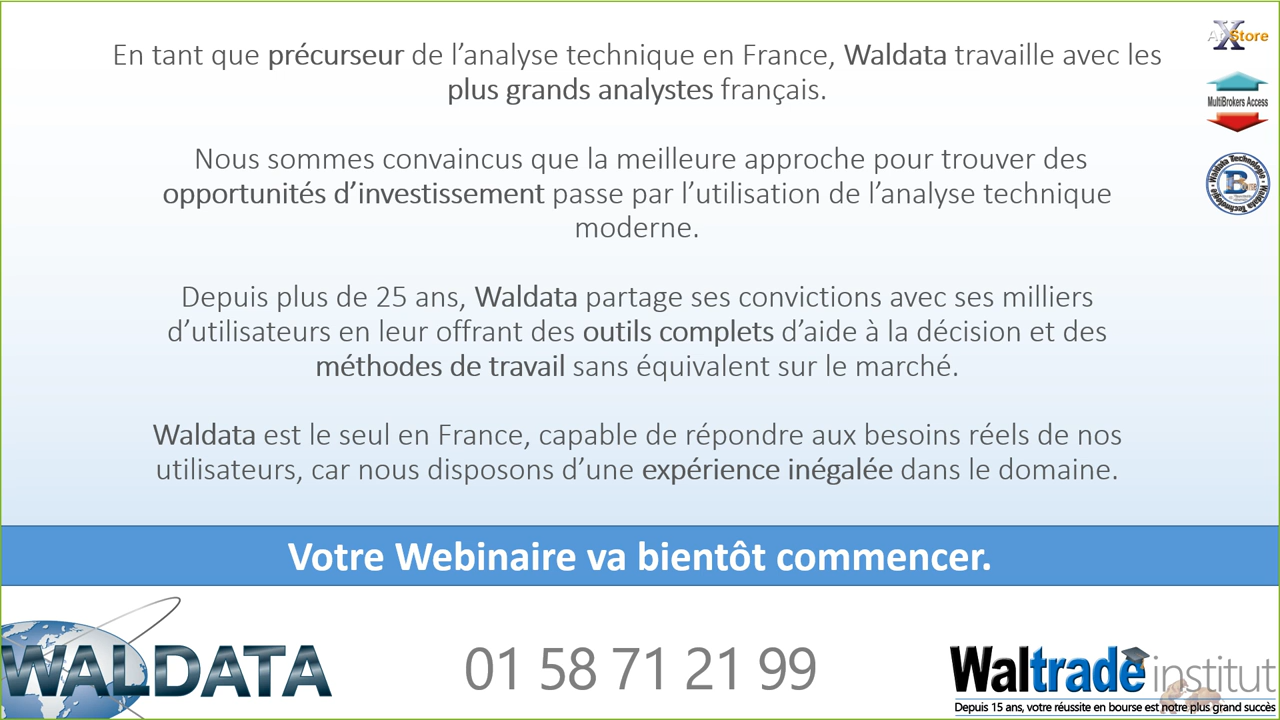 En tant que précurseur de l’analyse technique en France, Waldata travaille avec les
plus grands analystes français.
Nous sommes convaincus que la meilleure approche pour trouver des
opportunités d’investissement passe par l’utilisation de l’analyse technique
moderne.
Depuis plus de 25 ans, Waldata partage ses convictions avec ses milliers
d’utilisateurs en leur offrant des outils complets d’aide à la décision et des
méthodes de travail sans équivalent sur le marché.
Waldata est le seul en France, capable de répondre aux besoins réels de nos
utilisateurs, car nous disposons d’une expérience inégalée dans le domaine.
X Store
MultiBrokers Access
Waldata Technologie
Waldata Technologie
B
Votre Webinaire va bientôt commencer.
WALDATA
01 58 71 21 99
Waltrade institut
Depuis 15 ans, votre réussite en bourse est notre plus grand succès